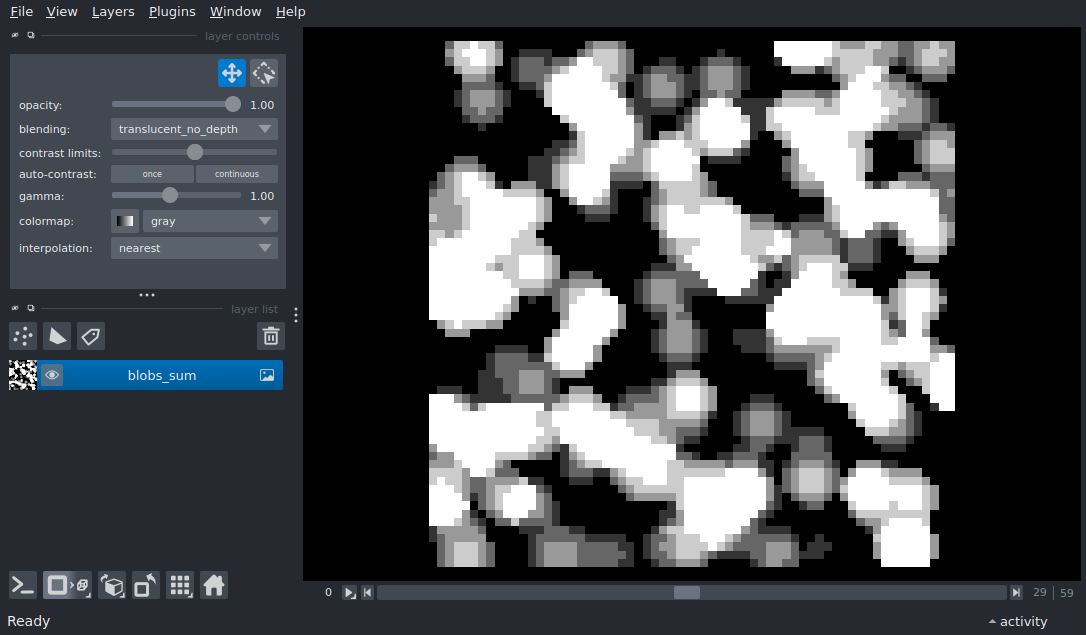 File View Layers Plugins Window Help
layer controls
opacity: 1.00
blending: translucent_no_depth
contrast limits:
auto-contrast: once continuous
gamma: 1.00
colormap: gray
interpolation: nearest
layer list
blobs_sum
0 29 59
Ready activity